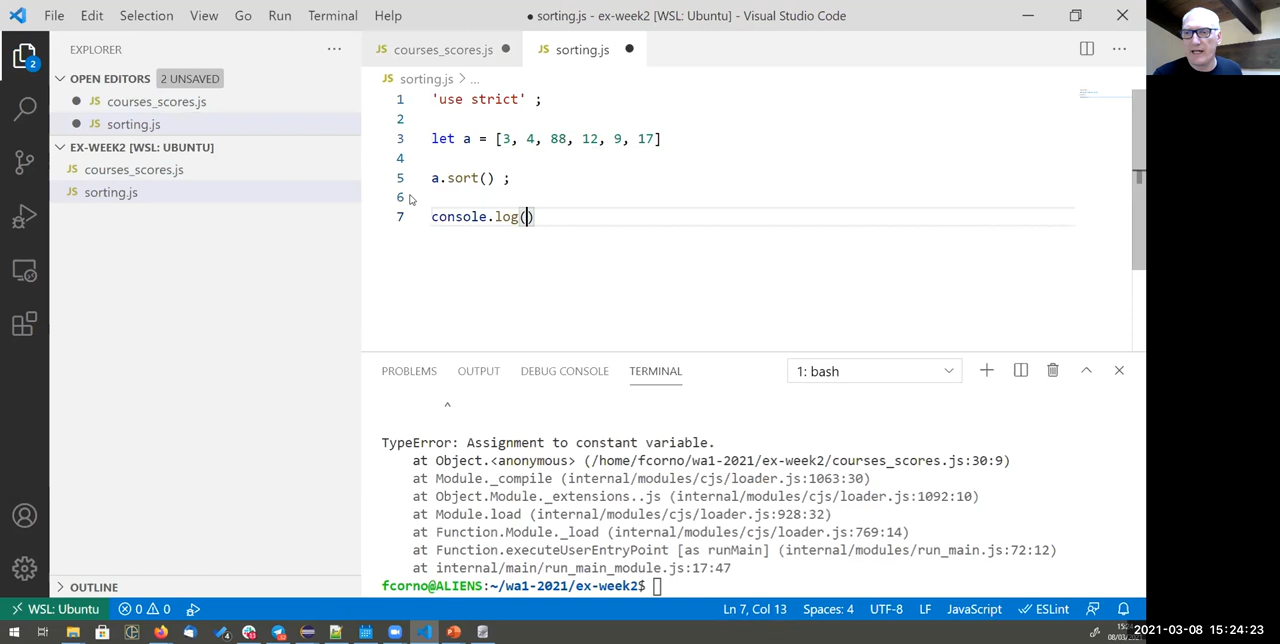 File Edit Selection View Go Run Terminal Help ● sorting.js - ex-week2 [WSL: Ubuntu] - Visual Studio Code
2
EXPLORER ...
OPEN EDITORS 2 UNSAVED
● JS courses_scores.js
● JS sorting.js
EX-WEEK2 [WSL: UBUNTU]
JS courses_scores.js
JS sorting.js
OUTLINE
JS courses_scores.js ● JS sorting.js ●
JS sorting.js > ...
1 'use strict' ;
2
3 let a = [3, 4, 88, 12, 9, 17]
4
5 a.sort() ;
6
7 console.log()
PROBLEMS OUTPUT DEBUG CONSOLE TERMINAL 1: bash
^
TypeError: Assignment to constant variable.
at Object.<anonymous> (/home/fcorno/wa1-2021/ex-week2/courses_scores.js:30:9)
at Module._compile (internal/modules/cjs/loader.js:1063:30)
at Object.Module._extensions..js (internal/modules/cjs/loader.js:1092:10)
at Module.load (internal/modules/cjs/loader.js:928:32)
at Function.Module._load (internal/modules/cjs/loader.js:769:14)
at Function.executeUserEntryPoint [as runMain] (internal/modules/run_main.js:72:12)
at internal/main/run_main_module.js:17:47
fcorno@ALIENS:~/wa1-2021/ex-week2$
WSL: Ubuntu 0 0 Ln 7, Col 13 Spaces: 4 UTF-8 LF JavaScript ESLint
2021-03-08 15:24:23